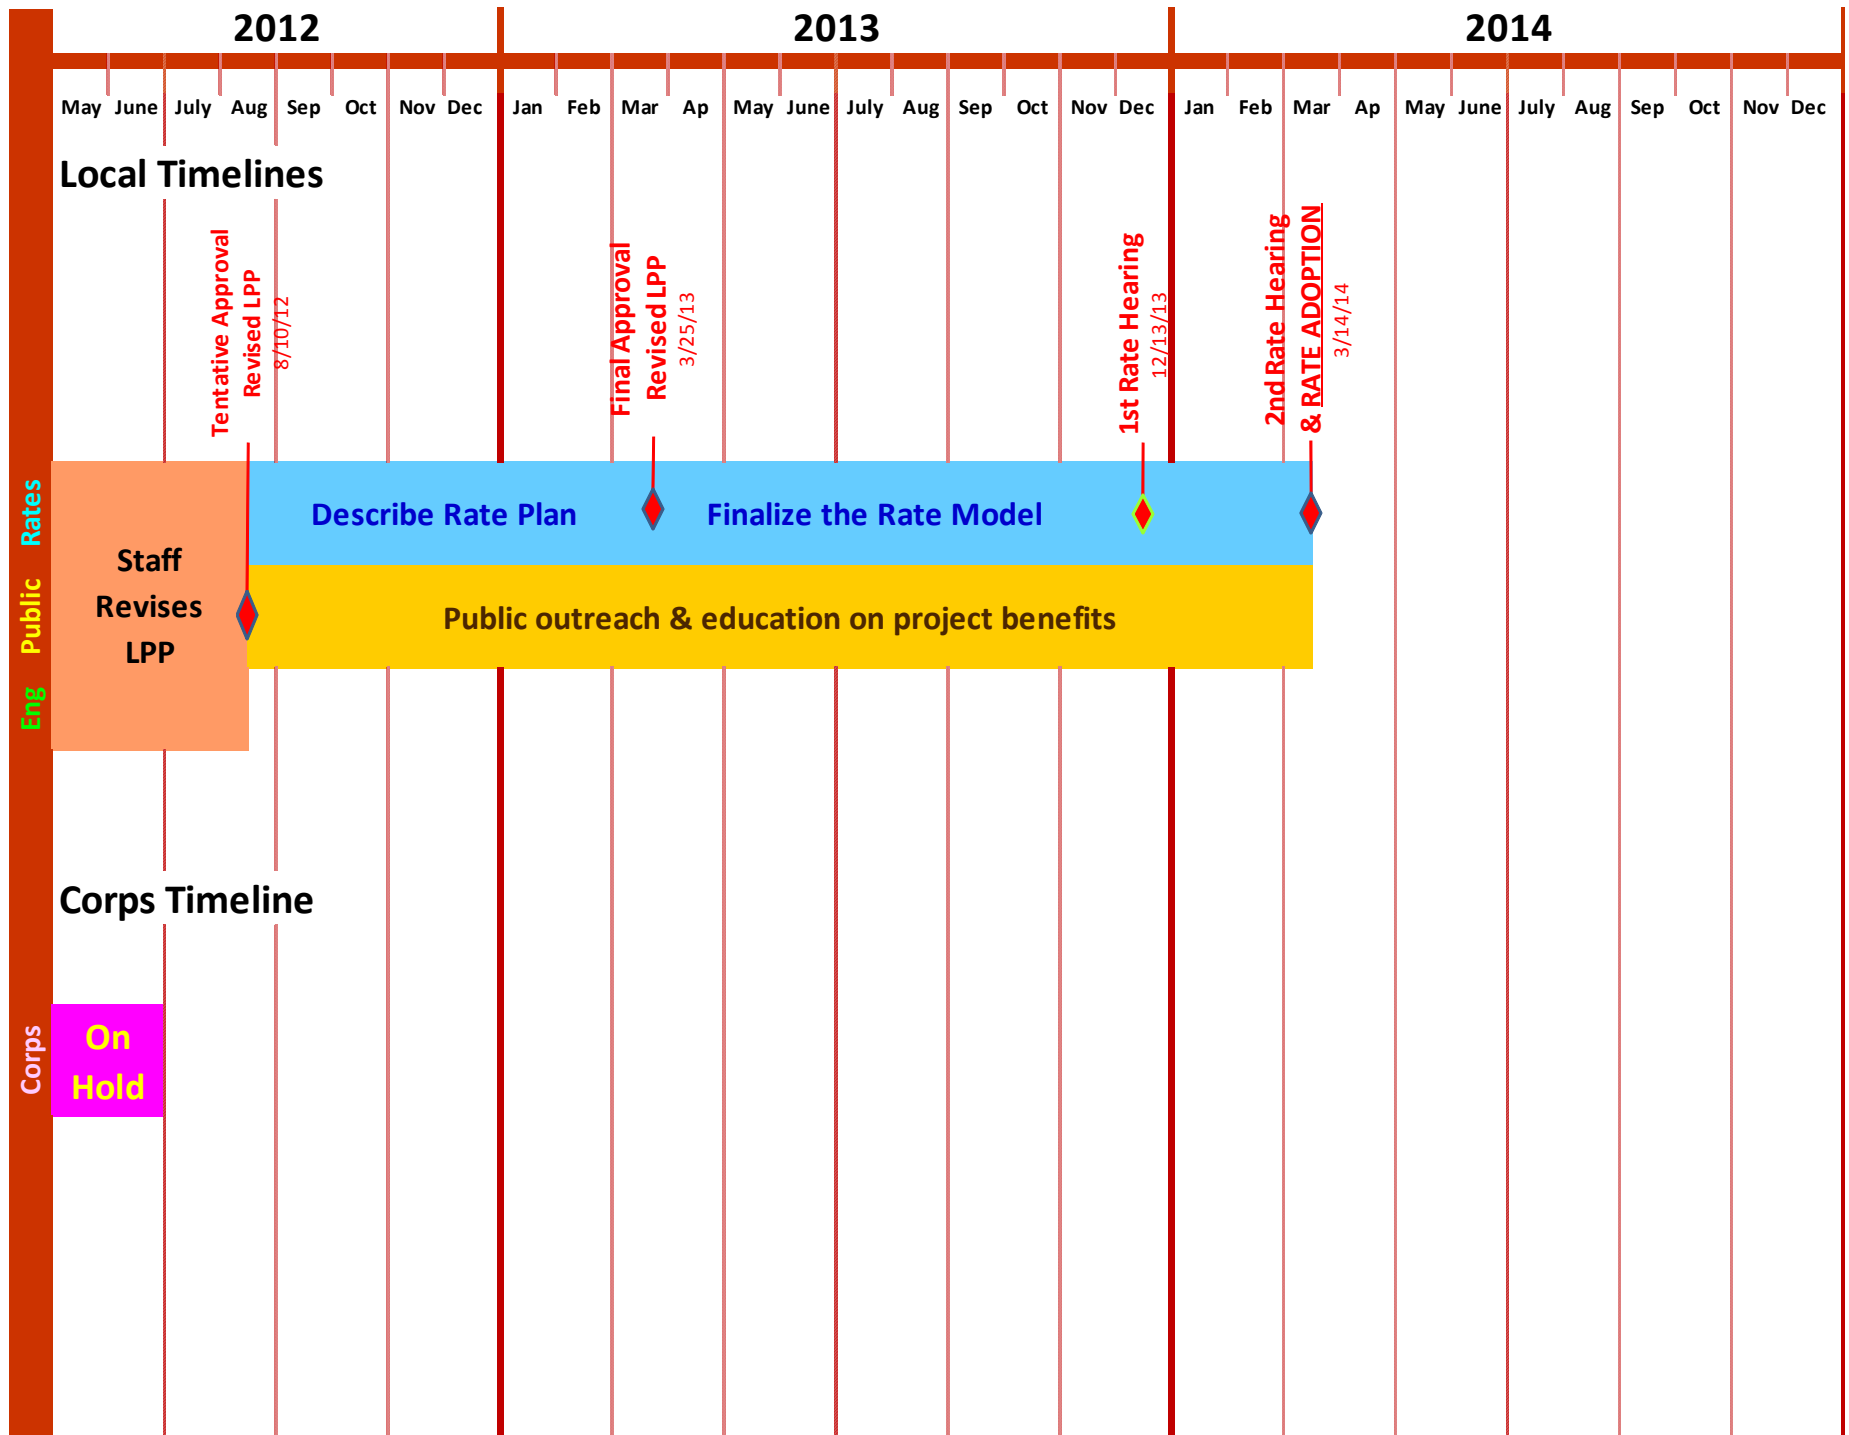 2012
2013
2014
May June July Aug Sep Oct Nov Dec Jan Feb Mar Ap May June July Aug Sep Oct Nov Dec Jan Feb Mar Ap May June July Aug Sep Oct Nov Dec
Local Timelines
Tentative Approval
Revised LPP
8/10/12
Final Approval
Revised LPP
3/25/13
1st Rate Hearing
12/13/13
2nd Rate Hearing
& RATE ADOPTION
3/14/14
Rates
Public
Eng
Staff
Revises
LPP
Describe Rate Plan
Finalize the Rate Model
Public outreach & education on project benefits
Corps Timeline
Corps
On
Hold